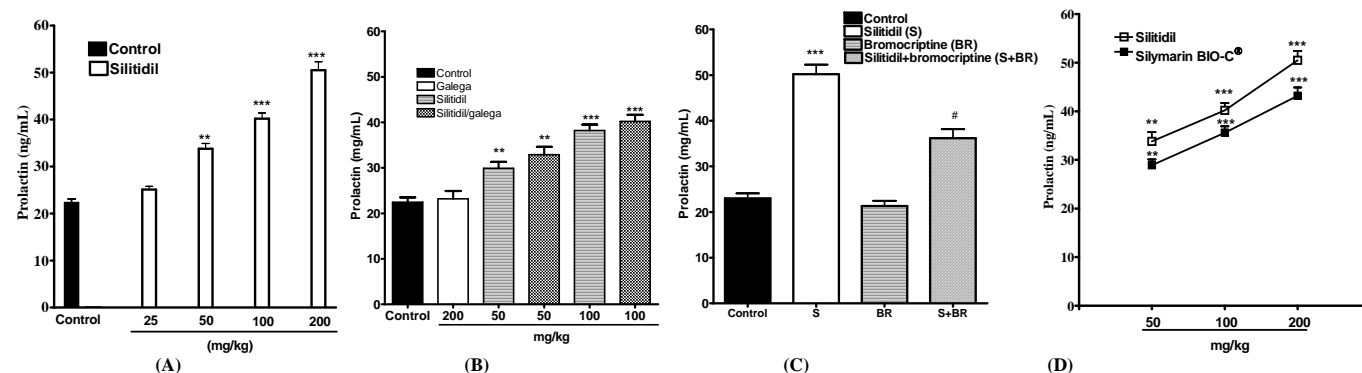 60
50
40
30
20
10
0
Prolactin (ng/mL)
Control
Silitidil
**
***
***
Control
25
50
100
200
(mg/kg)
(A)
60
50
40
30
20
10
0
Prolactin (mg/mL)
Control
Galega
Silitidil
Silitidil/galega
**
**
***
***
Control
200
50
50
100
100
mg/kg
(B)
60
50
40
30
20
10
0
Prolactin (mg/mL)
Control
Silitidil (S)
Bromocriptine (BR)
Silitidil+bromocriptine (S+BR)
***
#
Control
S
BR
S+BR
(C)
60
50
40
30
20
10
0
Prolactin (ng/mL)
Silitidil
Silymarin BIO-C®
**
**
***
***
***
***
50
100
200
mg/kg
(D)